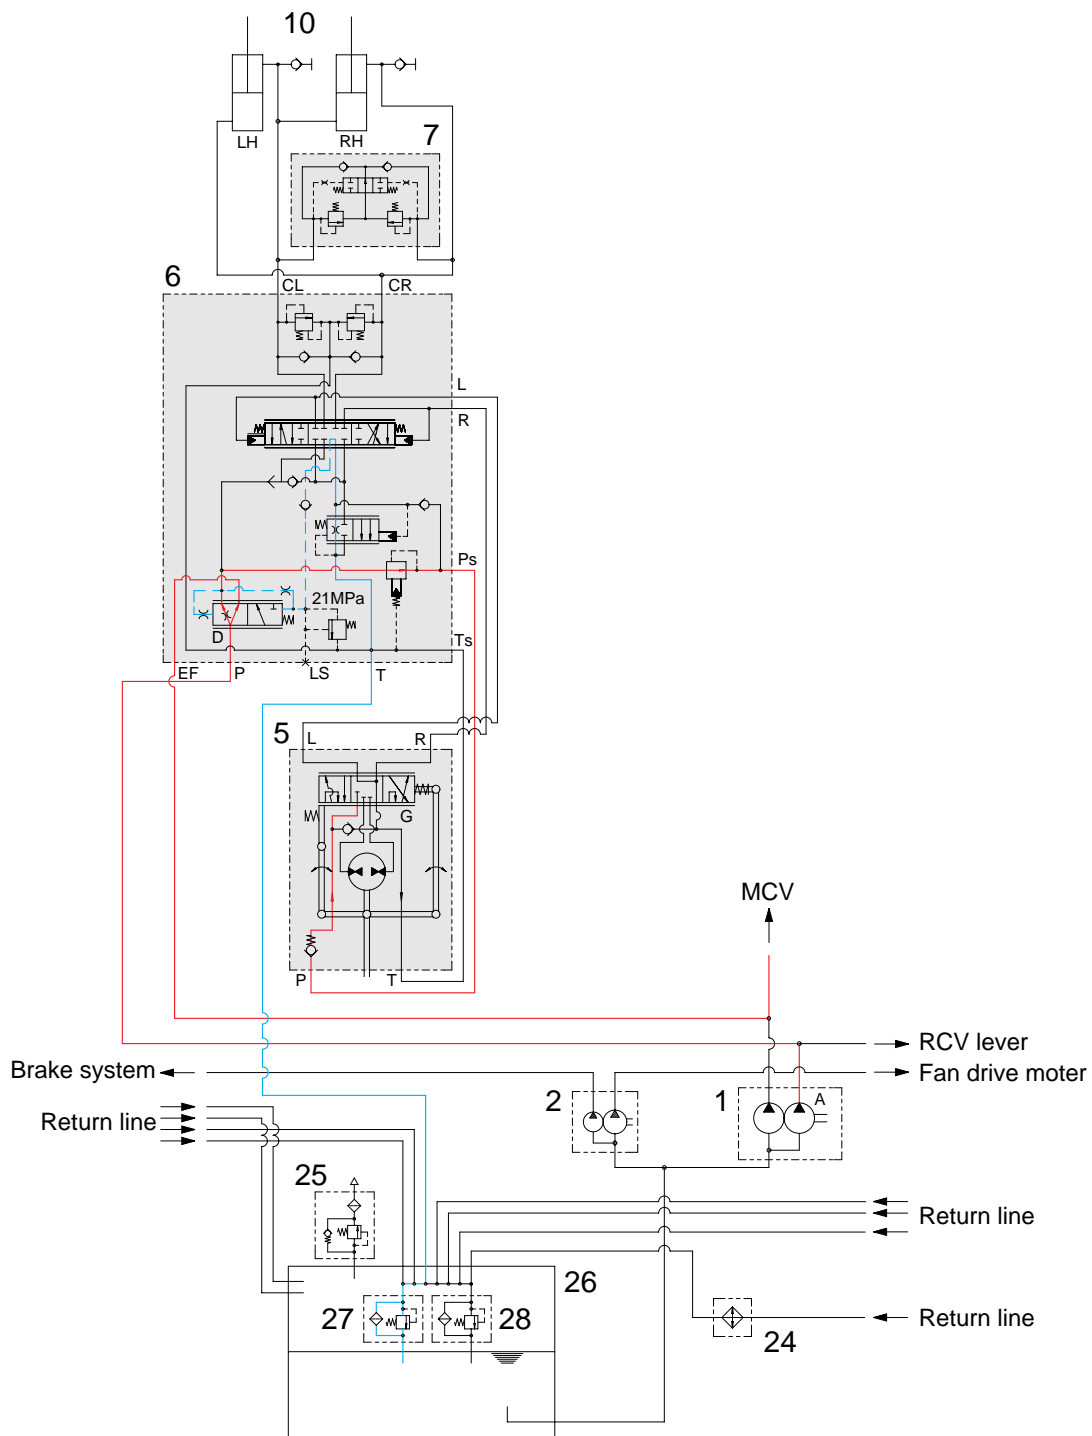 10
LH
RH
7
6
CL
CR
L
R
Ps
21MPa
D
Ts
EF
P
LS
T
5
L
R
G
P
T
MCV
RCV lever
Brake system
Fan drive moter
2
1
A
Return line
25
Return line
26
27
28
Return line
24